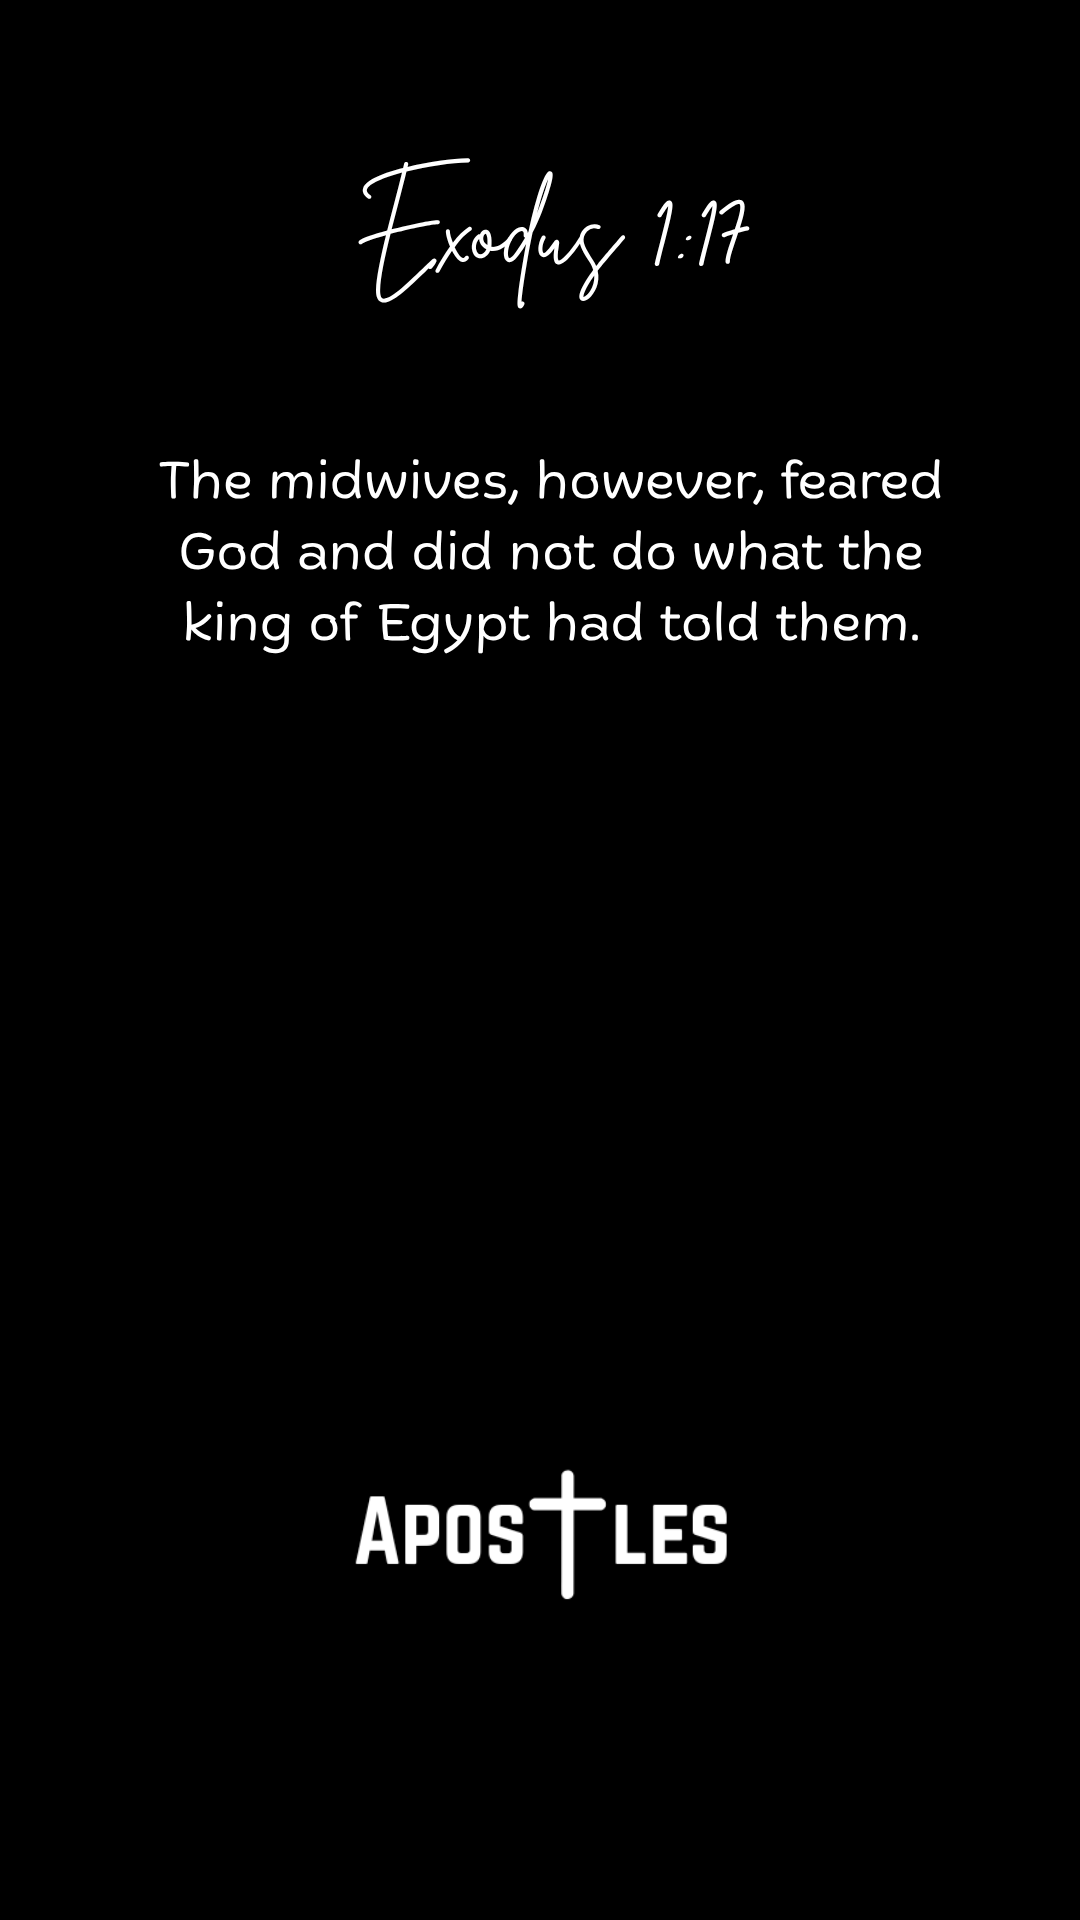 Exodus 1:17
The midwives, however, feared
God and did not do what the
king of Egypt had told them.
APOSTLES